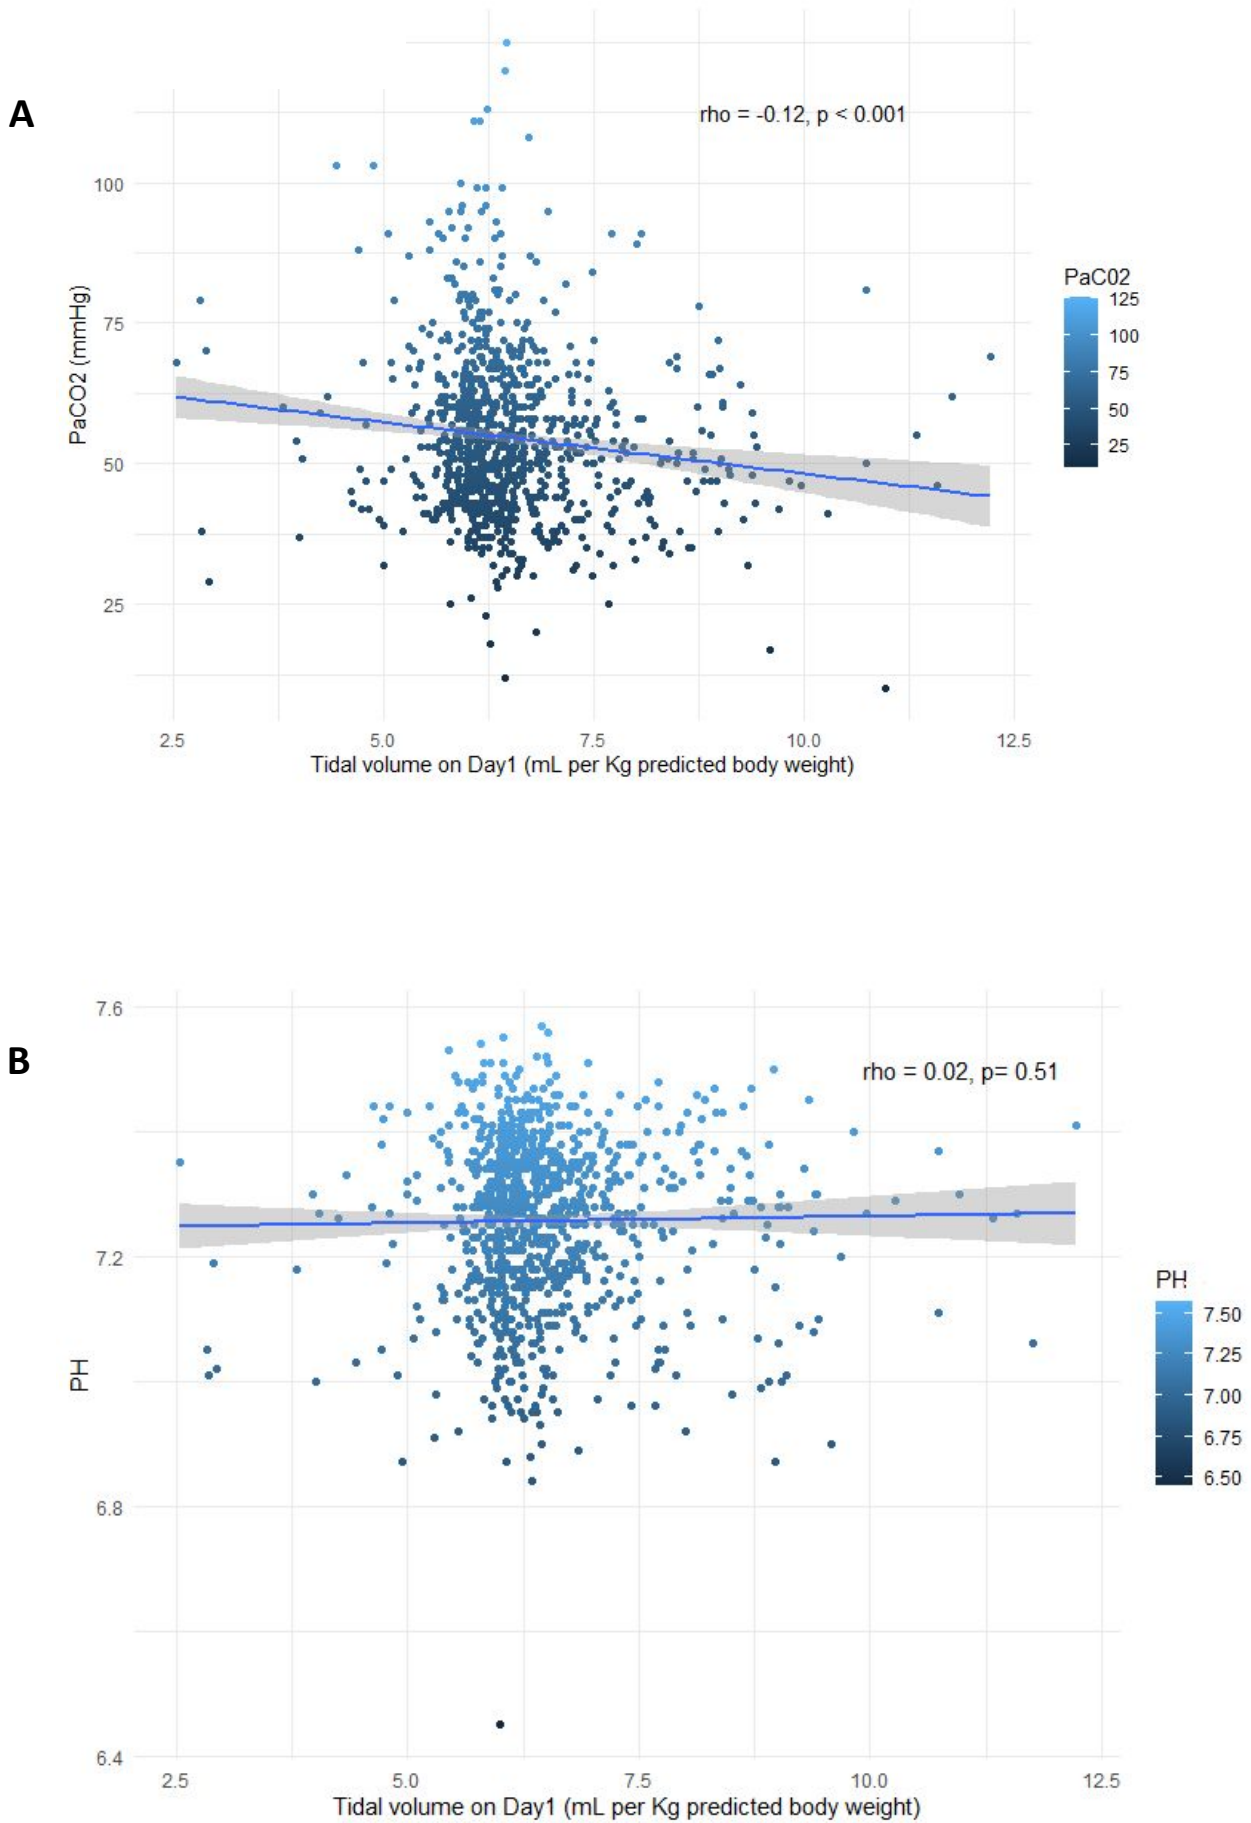 A
rho = -0.12, p < 0.001
PaCO2 (mmHg)
100
75
50
25
2.5 5.0 7.5 10.0 12.5
Tidal volume on Day1 (mL per Kg predicted body weight)
PaC02
125
100
75
50
25
B
rho = 0.02, p= 0.51
PH
7.6
7.2
6.8
6.4
2.5 5.0 7.5 10.0 12.5
Tidal volume on Day1 (mL per Kg predicted body weight)
PH
7.50
7.25
7.00
6.75
6.50